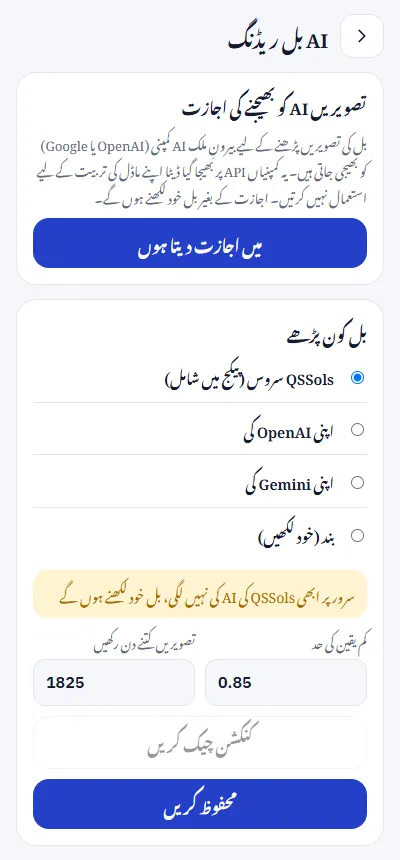 AI بل ریڈنگ
تصویریں AI کو بھیجنے کی اجازت
بل کی تصویریں پڑھنے کے لیے بیرون ملک AI کمپنی (OpenAI یا Google)
کو بھیجی جاتی ہیں۔ یہ کمپنیاں API پر بھیجا گیا ڈیٹا اپنے ماڈل کی تربیت کے لیے
استعمال نہیں کرتیں۔ اجازت کے بغیر بل خود لکھنے ہوں گے۔
میں اجازت دیتا ہوں
بل کون پڑھے
QSSols سروس (پیکج میں شامل)
اپنی OpenAI کی
اپنی Gemini کی
بند (خود لکھیں)
سرور پر ابھی QSSols کی AI کی نہیں لگی، بل خود لکھنے ہوں گے
کم یقین کی حد
تصویریں کتنے دن رکھیں
0.85
1825
کنکشن چیک کریں
محفوظ کریں